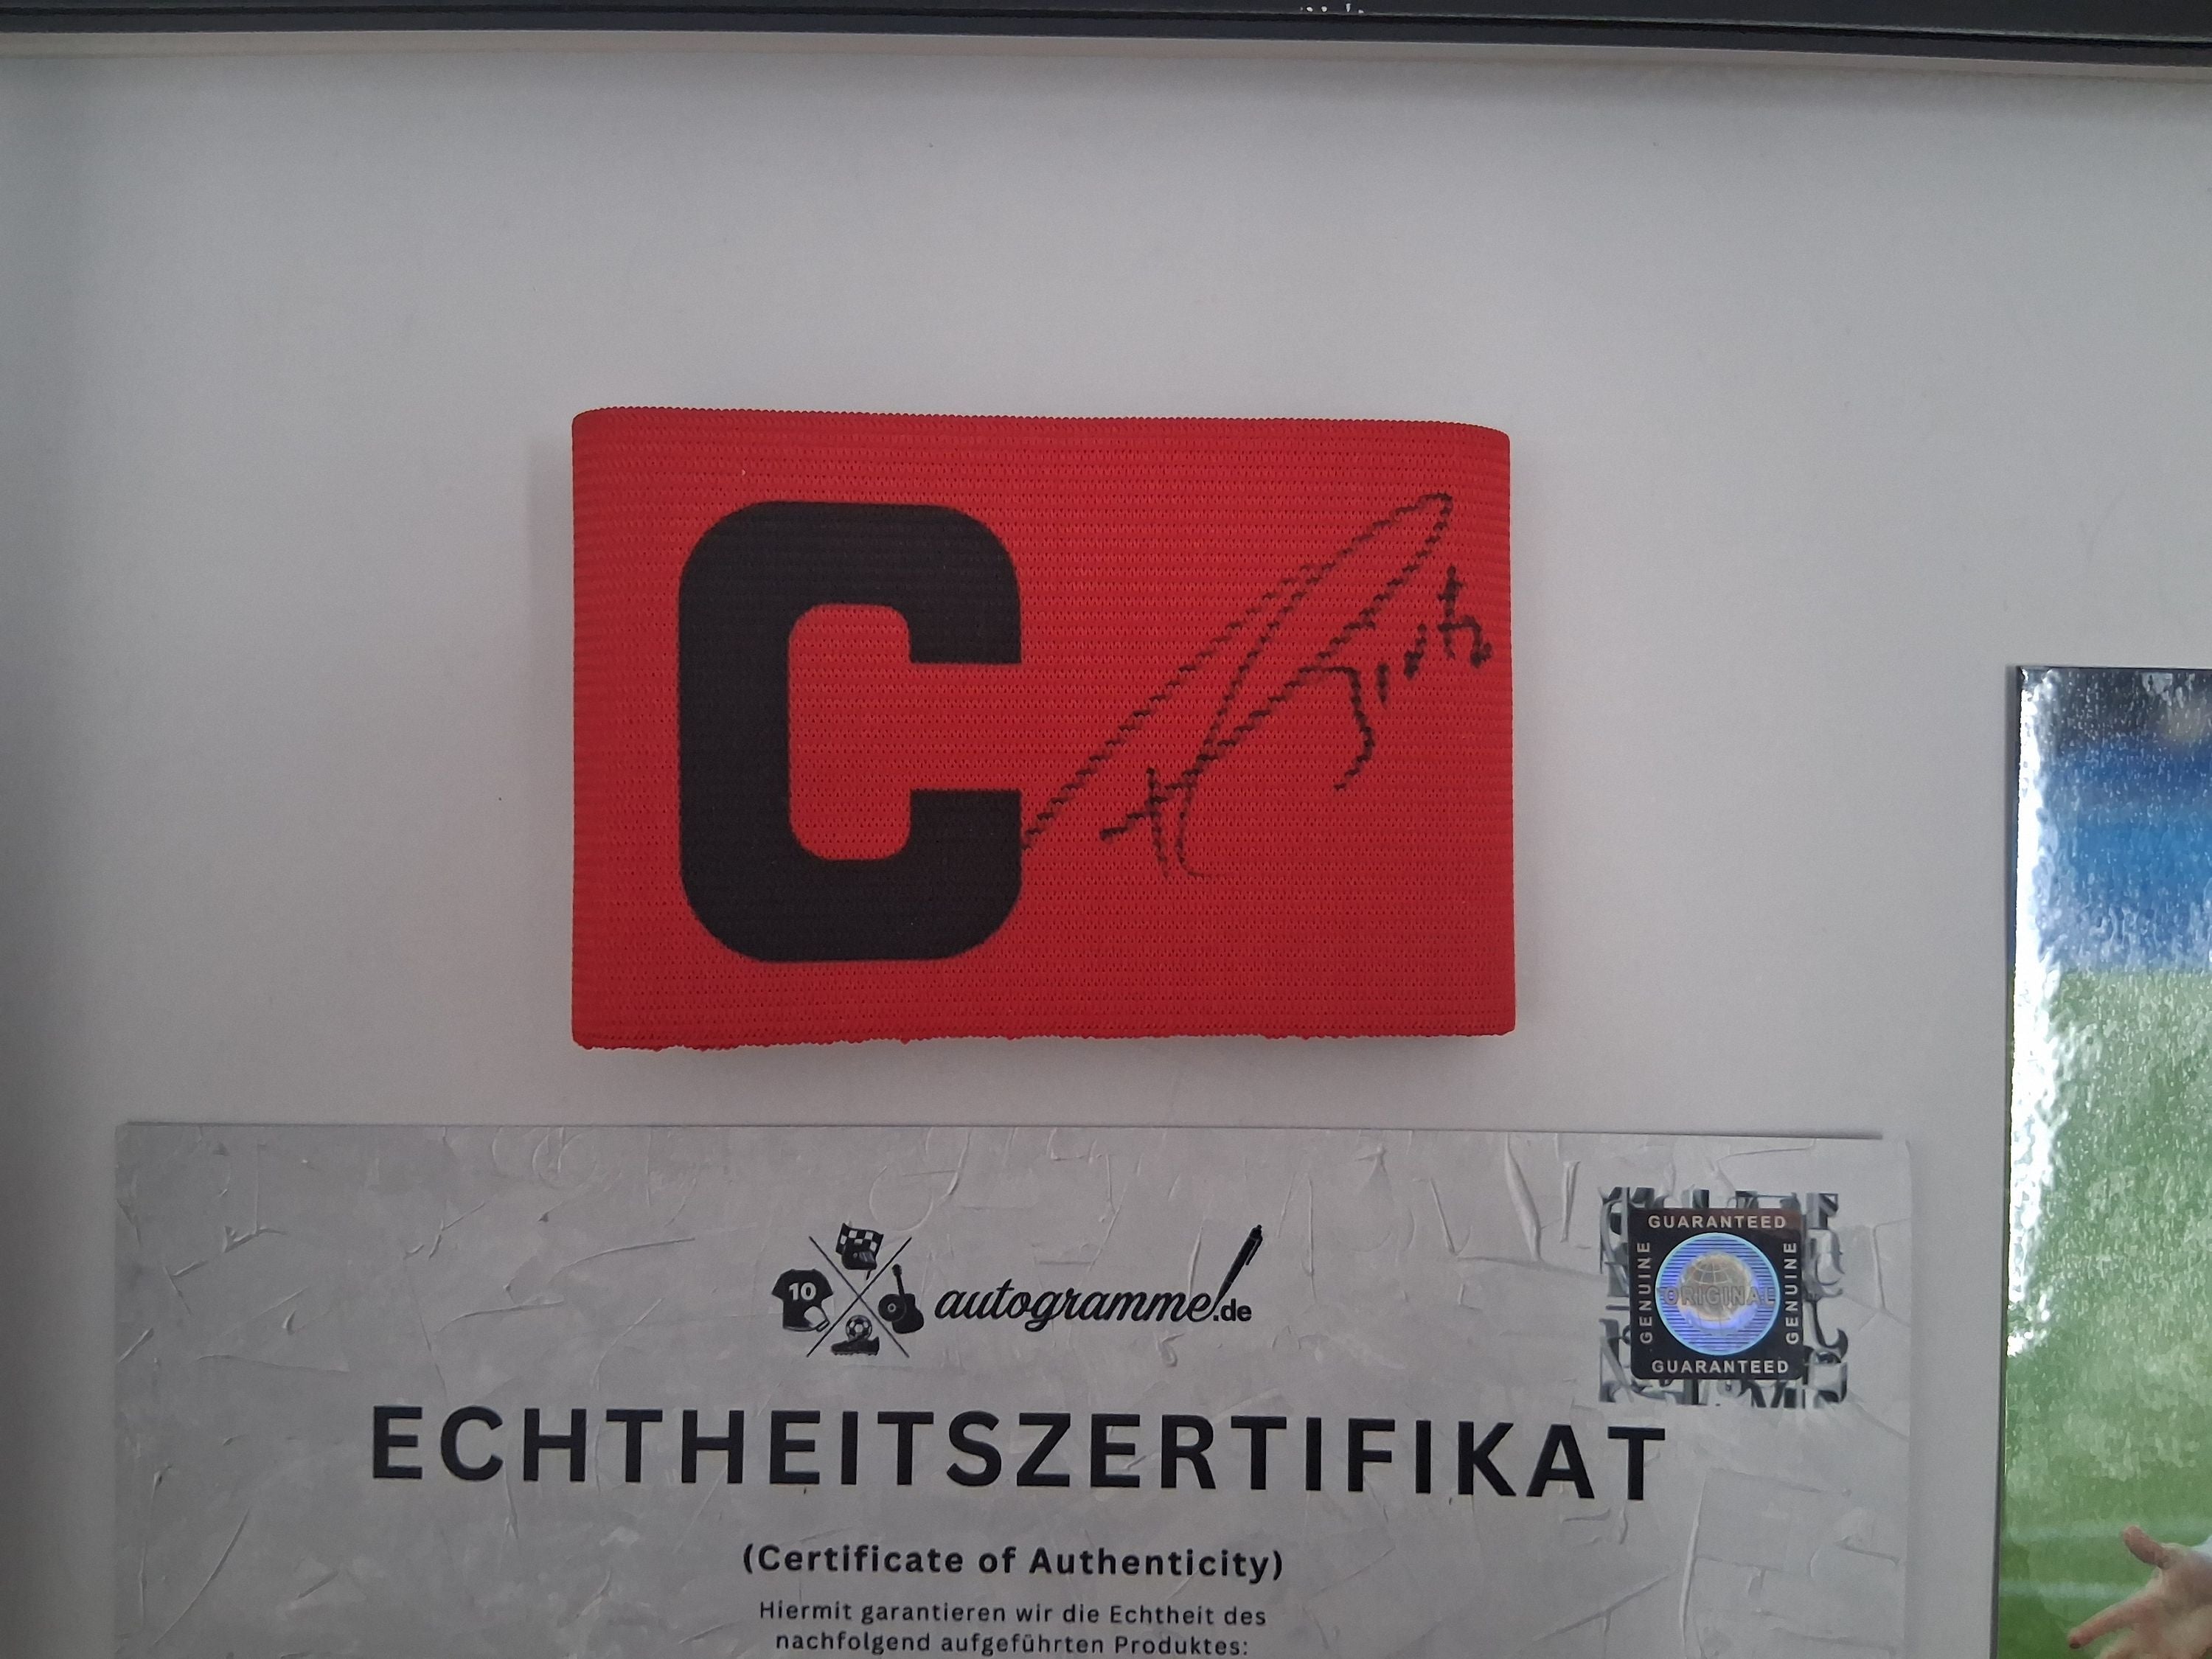 C
10
autogramme.de
GUARANTEED
GENUINE
ORIGINAL
GENUINE
GUARANTEED
ECHTHEITSZERTIFIKAT
(Certificate of Authenticity)
Hiermit garantieren wir die Echtheit des
nachfolgend aufgeführten Produktes: